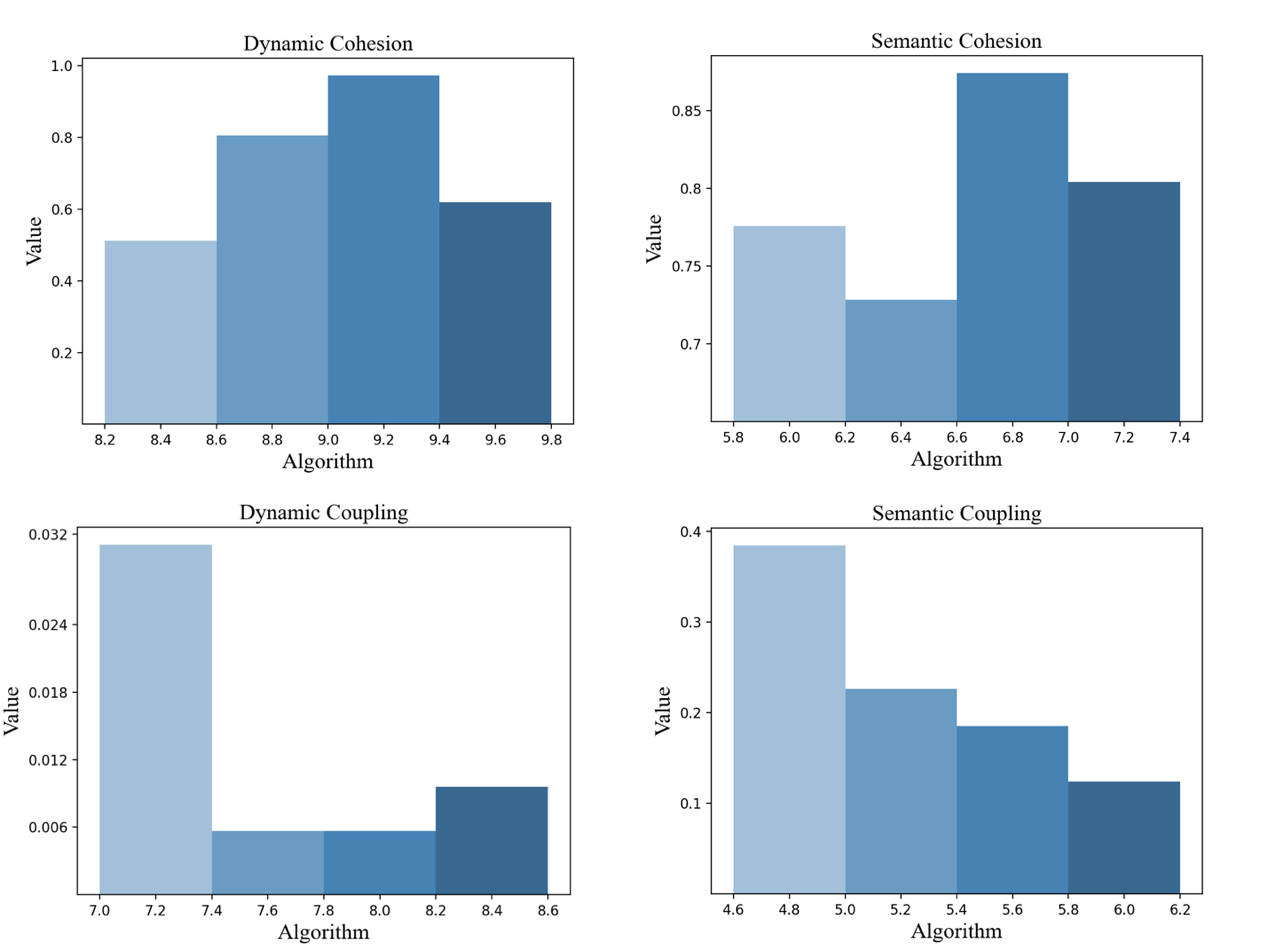 Dynamic Cohesion
1.0
0.8
0.6
0.4
0.2
Value
8.2 8.4 8.6 8.8 9.0 9.2 9.4 9.6 9.8
Algorithm
Semantic Cohesion
0.85
0.8
0.75
0.7
Value
5.8 6.0 6.2 6.4 6.6 6.8 7.0 7.2 7.4
Algorithm
Dynamic Coupling
0.032
0.024
0.018
0.012
0.006
Value
7.0 7.2 7.4 7.6 7.8 8.0 8.2 8.4 8.6
Algorithm
Semantic Coupling
0.4
0.3
0.2
0.1
Value
4.6 4.8 5.0 5.2 5.4 5.6 5.8 6.0 6.2
Algorithm